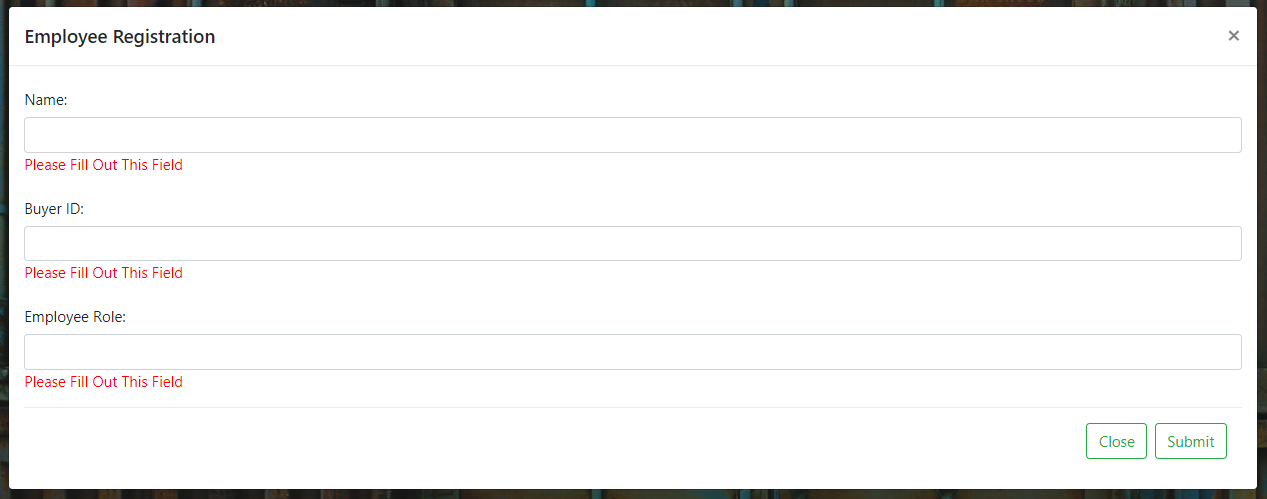 Employee Registration
×
Name:
Please Fill Out This Field
Buyer ID:
Please Fill Out This Field
Employee Role:
Please Fill Out This Field
Close Submit